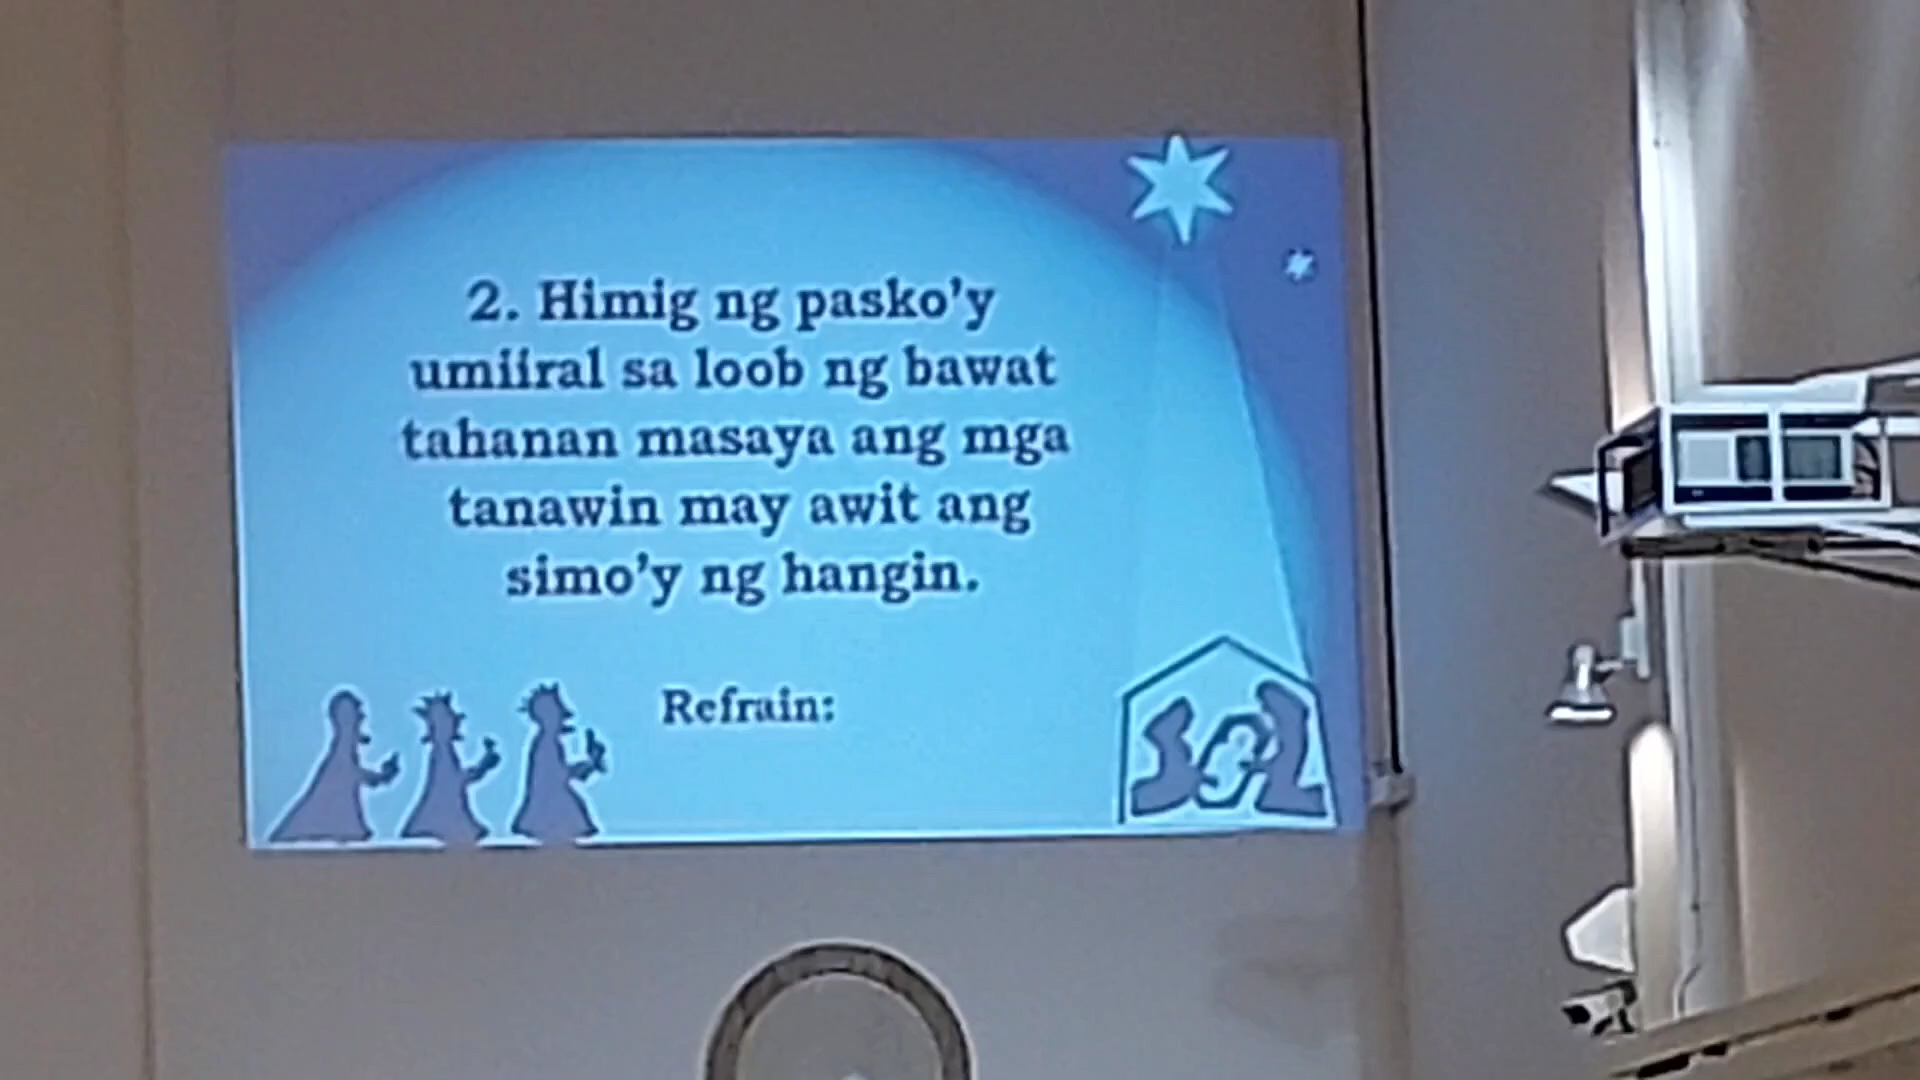 2. Himig ng pasko'y
umiiral sa loob ng bawat
tahanan masaya ang mga
tanawin may awit ang
simo'y ng hangin.
Refrain: